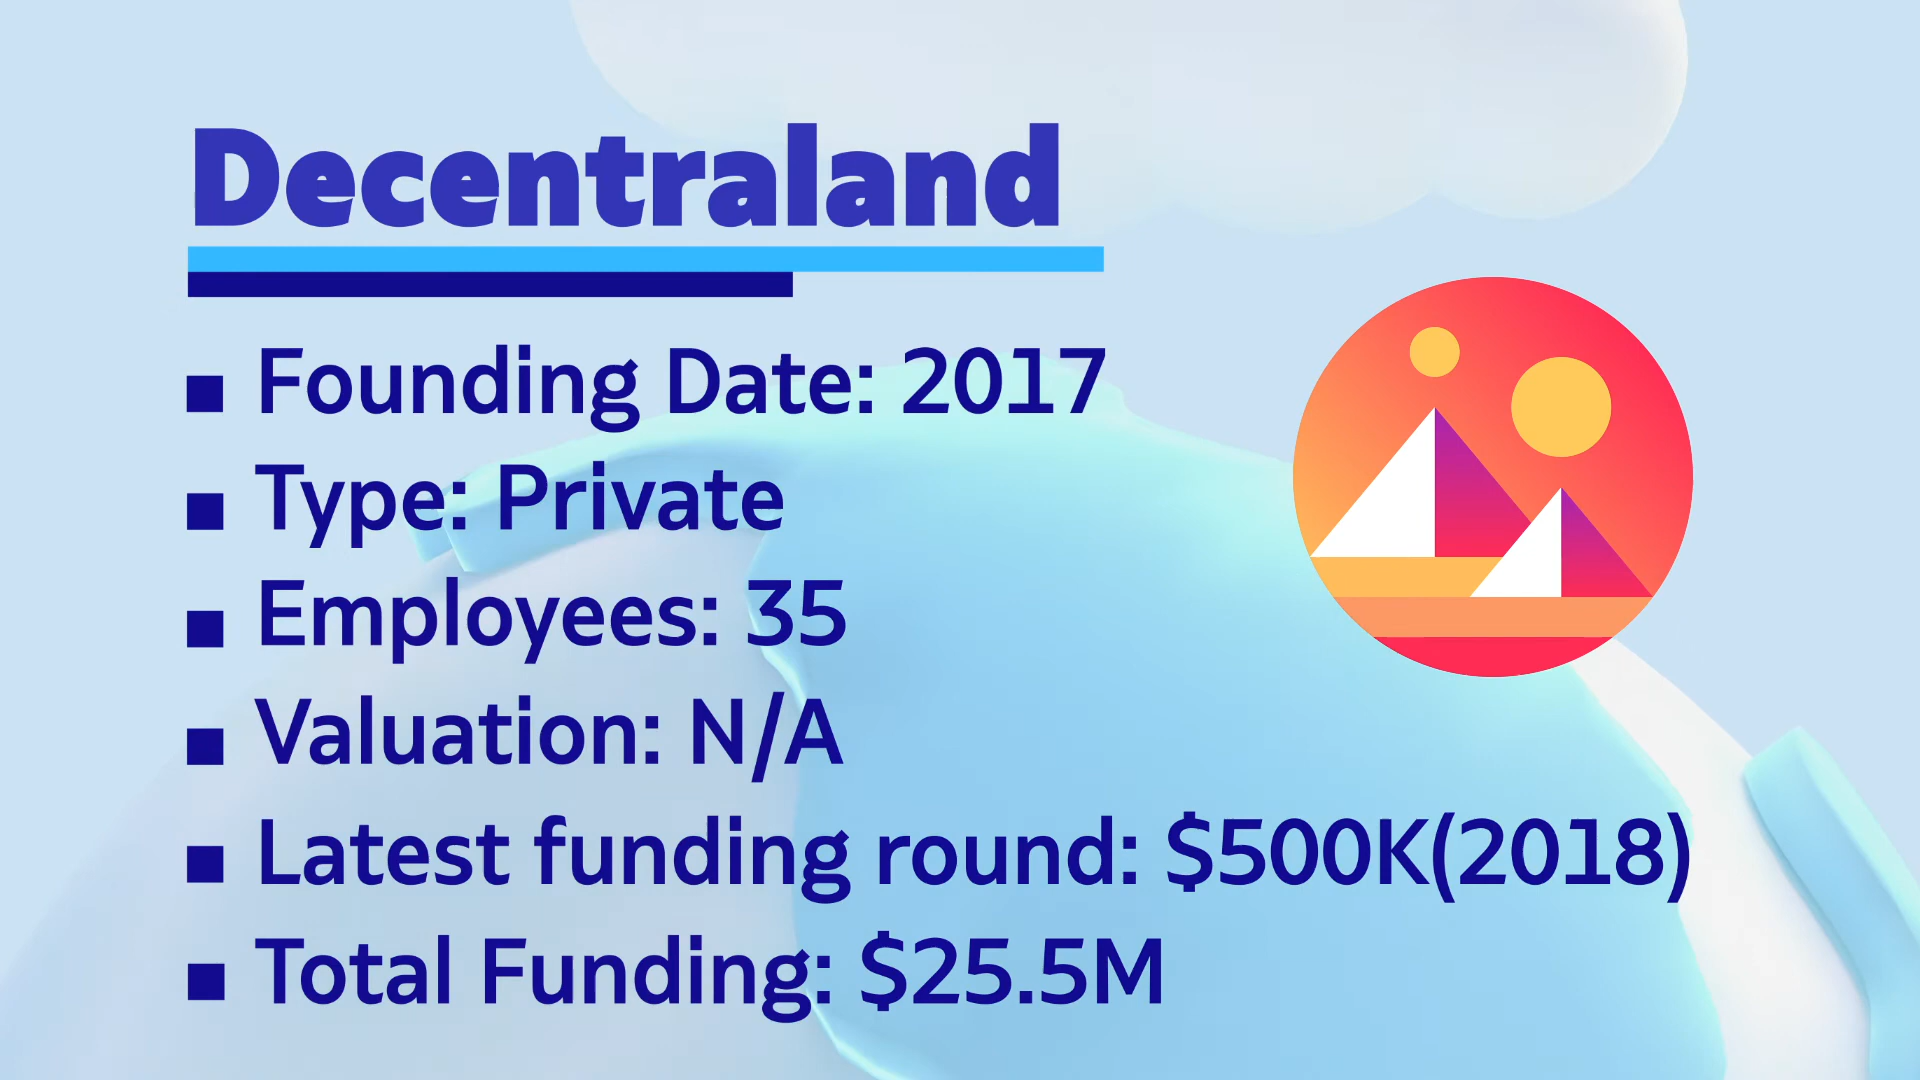 Decentraland
▪ Founding Date: 2017
▪ Type: Private
▪ Employees: 35
▪ Valuation: N/A
▪ Latest funding round: $500K(2018)
▪ Total Funding: $25.5M